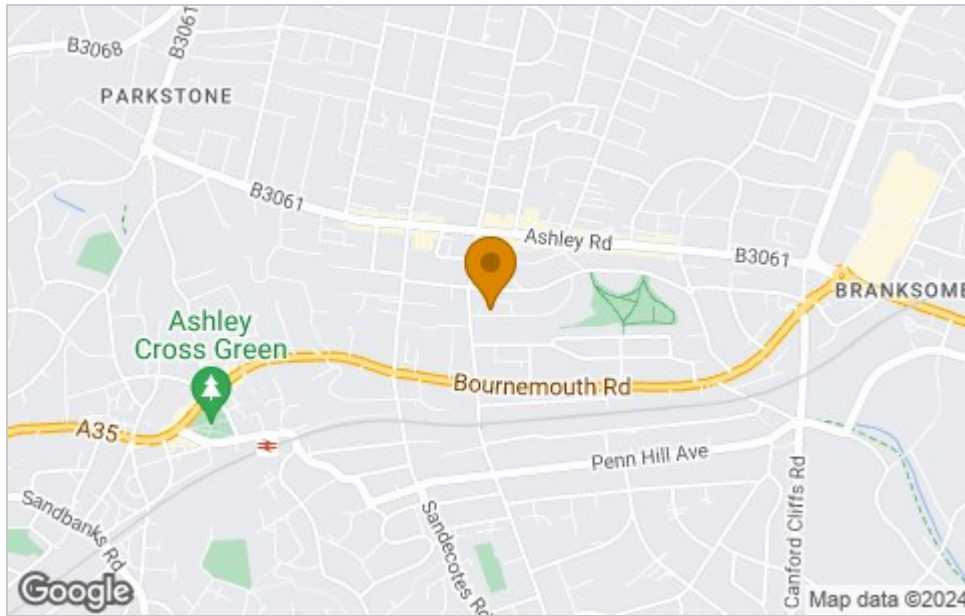 B3061
B3068
PARKSTONE
B3061
Ashley Rd
B3061
BRANKSOME
Ashley
Cross Green
Bournemouth Rd
A35
Penn Hill Ave
Sandbanks Rd
Sandecotes Rd
Canford Cliffs Rd
Google
Map data ©2024